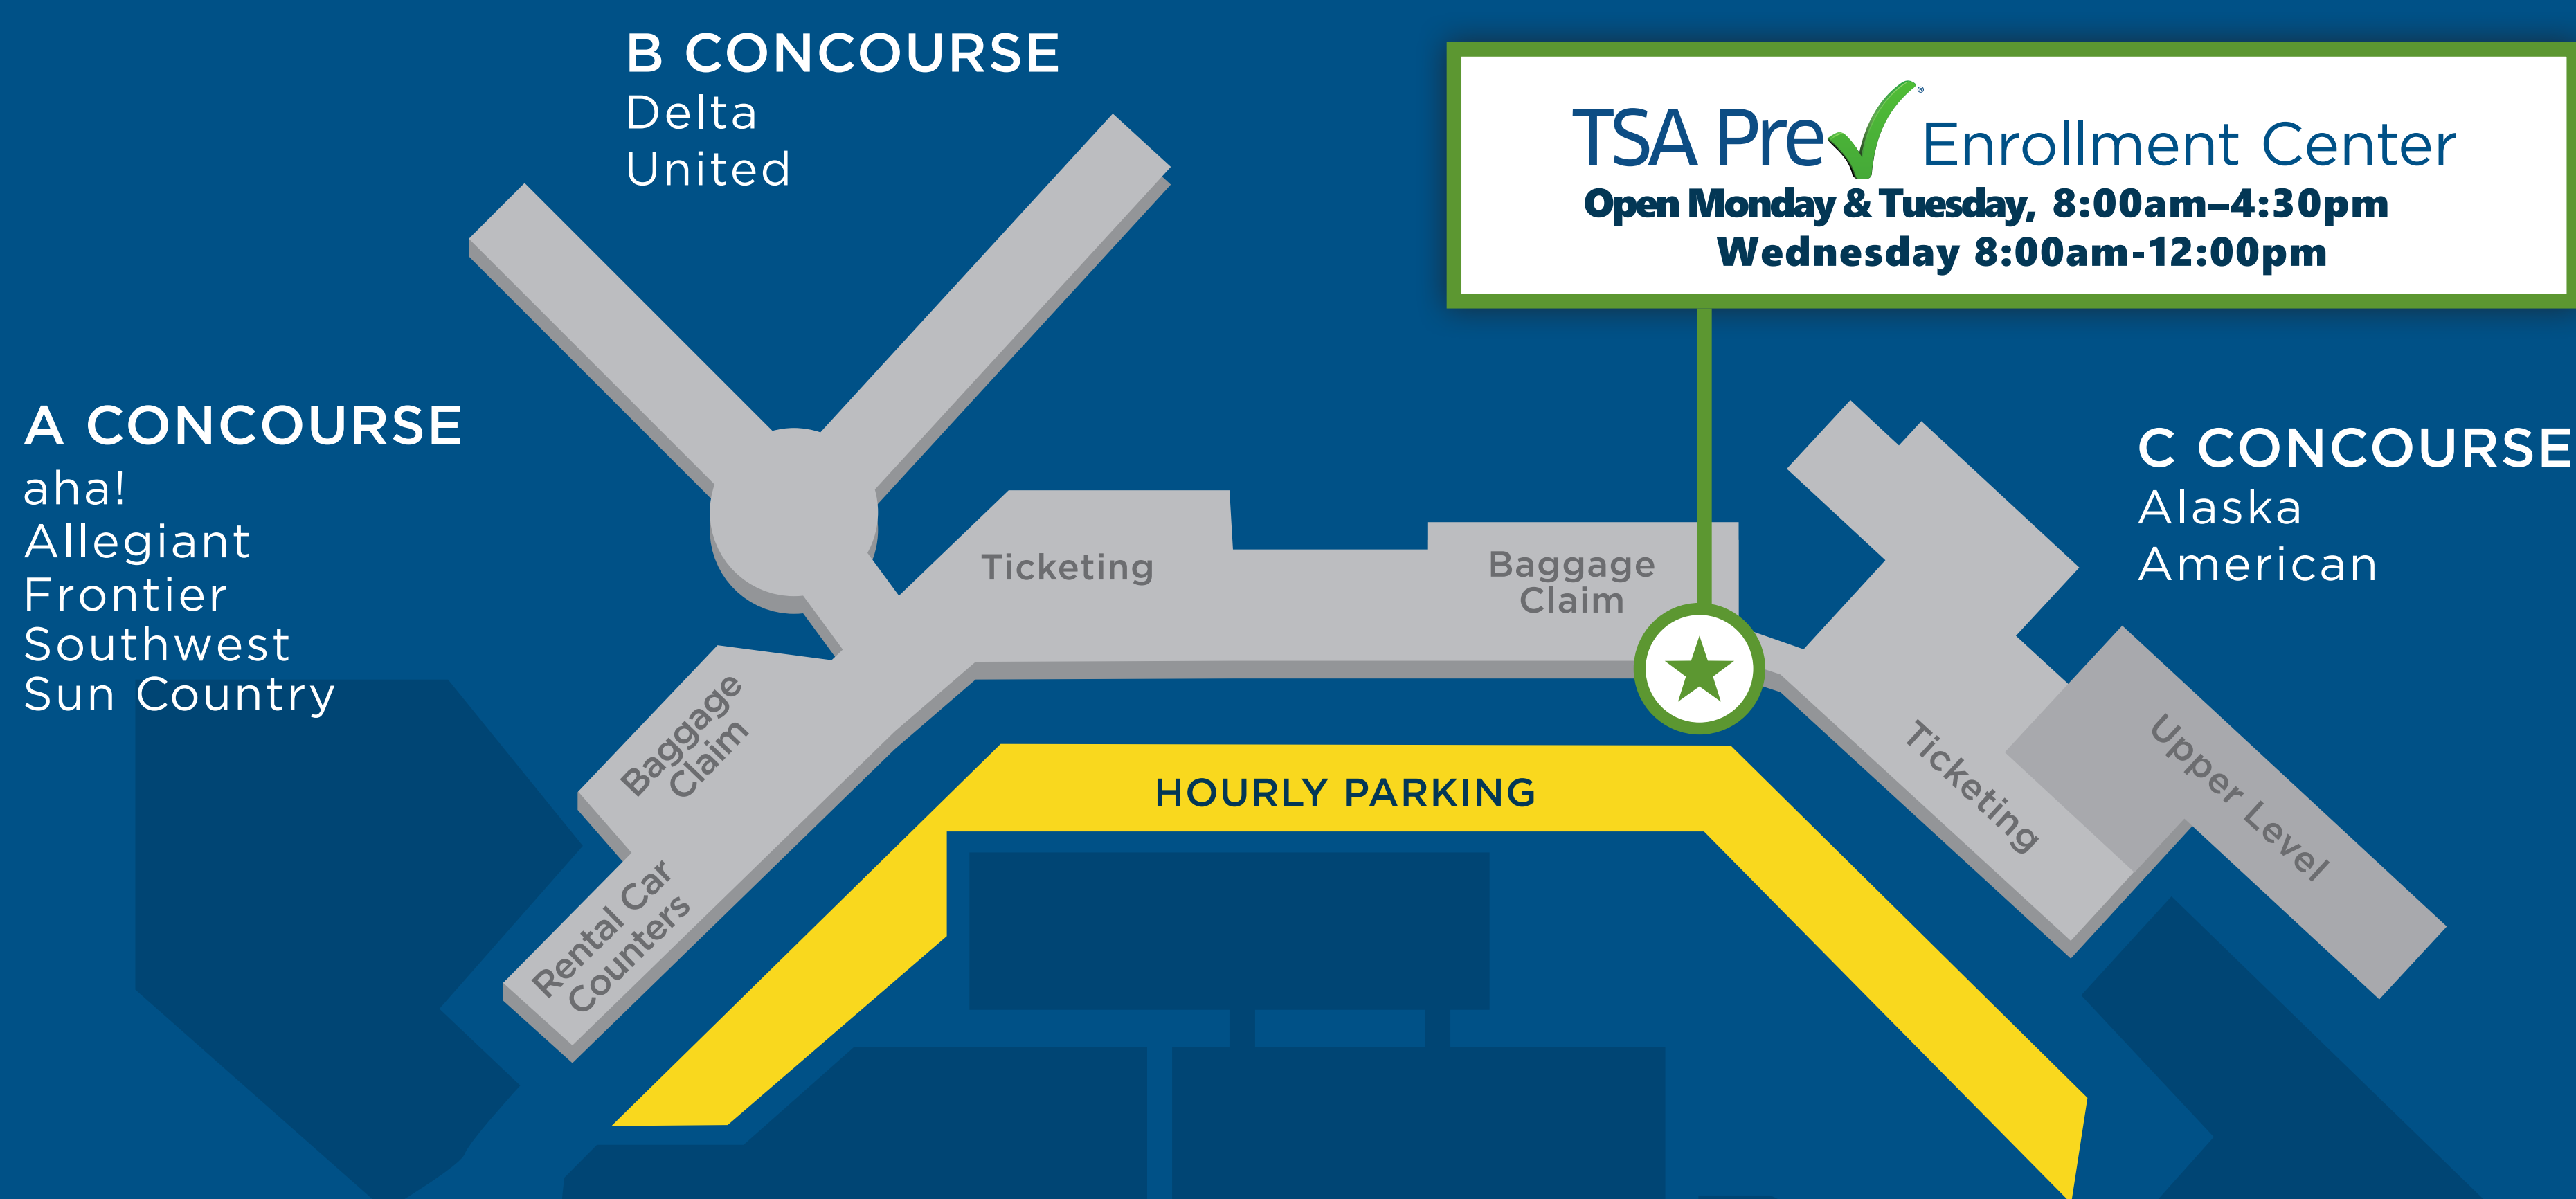 B CONCOURSE
Delta
United
TSA Pre✓® Enrollment Center
Open Monday & Tuesday, 8:00am–4:30pm
Wednesday 8:00am-12:00pm
A CONCOURSE
aha!
Allegiant
Frontier
Southwest
Sun Country
C CONCOURSE
Alaska
American
Ticketing
Baggage
Claim
Baggage
Claim
Rental Car
Counters
Ticketing
Upper Level
HOURLY PARKING